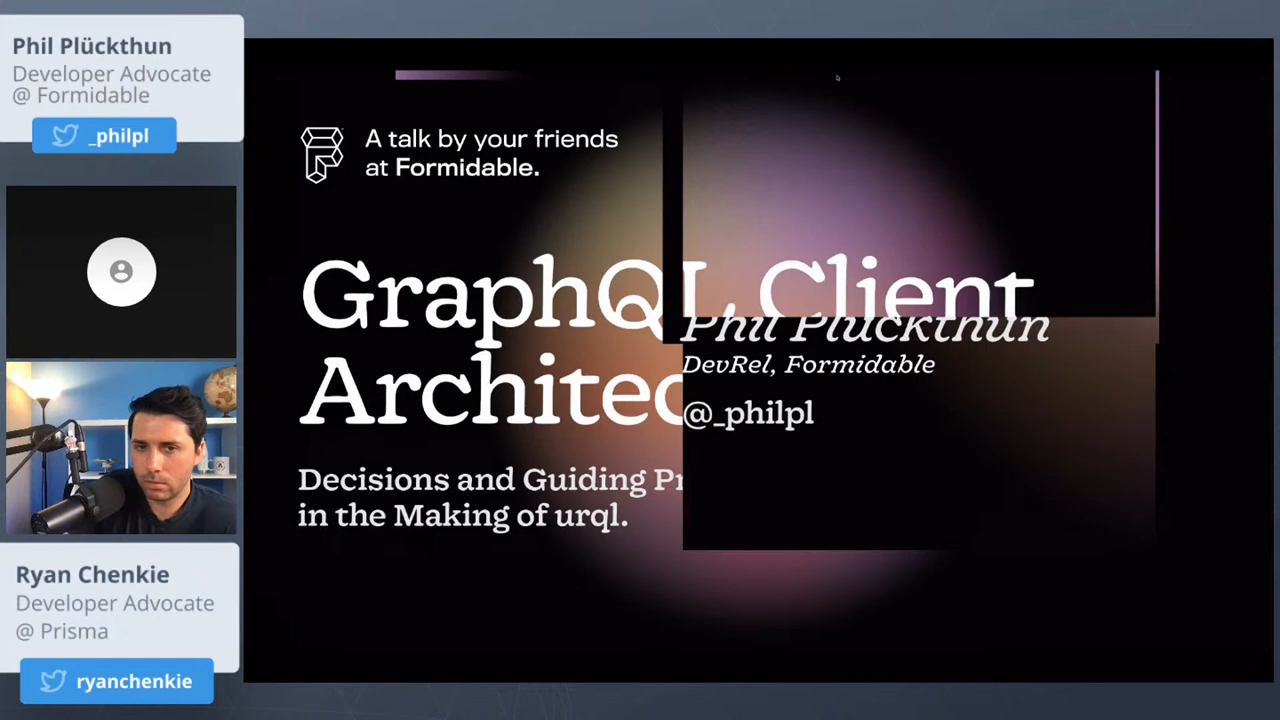 Phil Plückthun
Developer Advocate
@ Formidable
_philpl
Ryan Chenkie
Developer Advocate
@ Prisma
ryanchenkie
A talk by your friends
at Formidable.
GraphQL Client
Architec
Decisions and Guiding Pr
in the Making of urql.
Phil Plückthun
DevRel, Formidable
@_philpl